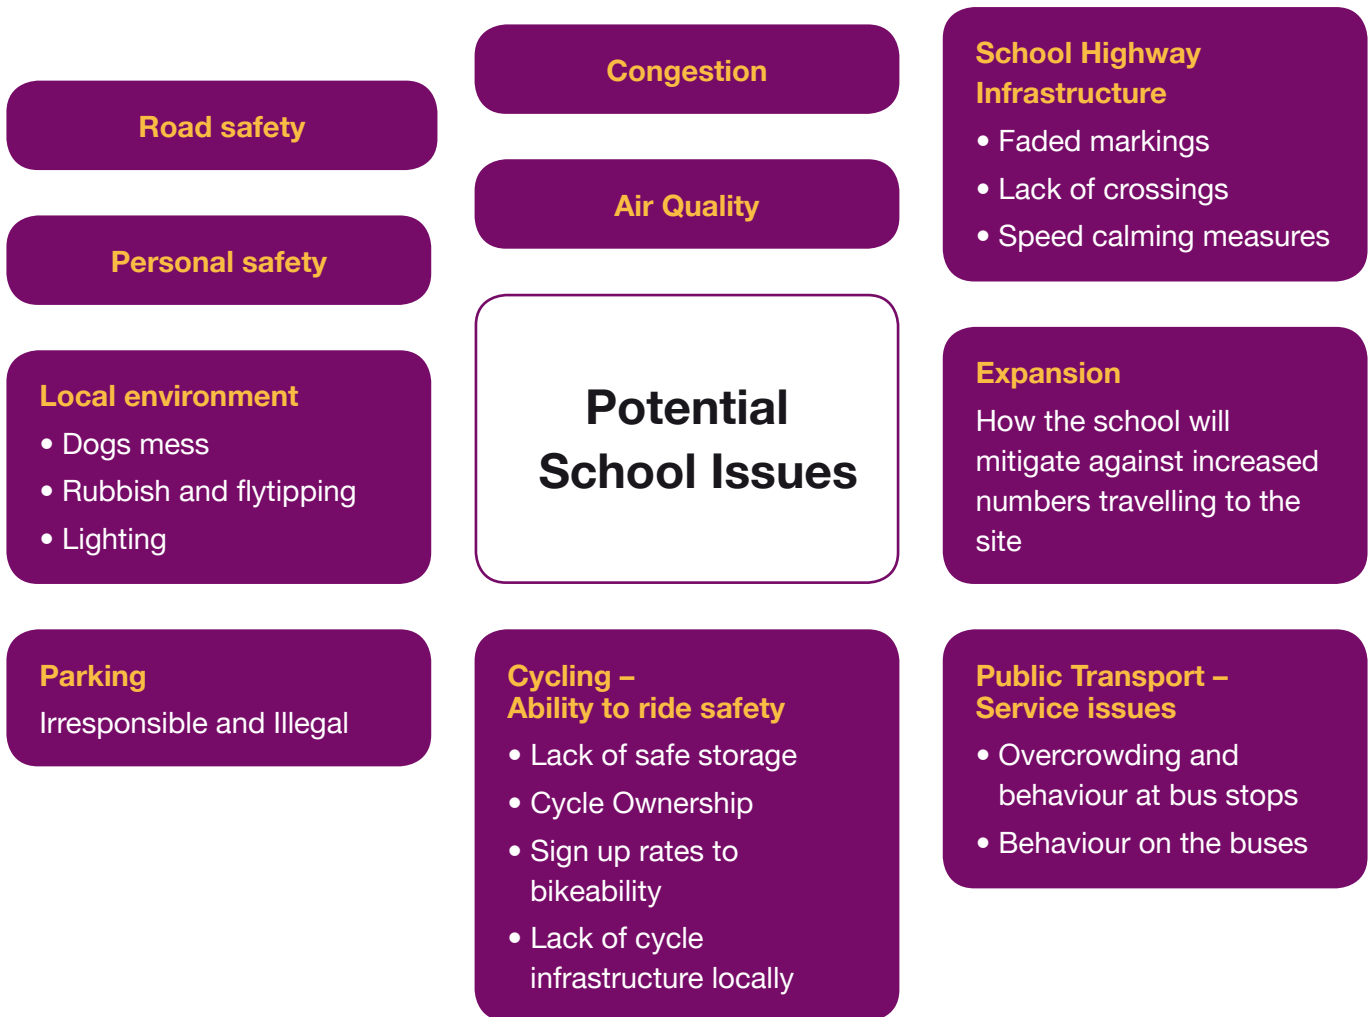 Road safety
Personal safety
Local environment
• Dogs mess
• Rubbish and flytipping
• Lighting
Parking
Irresponsible and Illegal
Congestion
Air Quality
Potential
School Issues
Cycling –
Ability to ride safety
• Lack of safe storage
• Cycle Ownership
• Sign up rates to
bikeability
• Lack of cycle
infrastructure locally
School Highway
Infrastructure
• Faded markings
• Lack of crossings
• Speed calming measures
Expansion
How the school will
mitigate against increased
numbers travelling to the
site
Public Transport –
Service issues
• Overcrowding and
behaviour at bus stops
• Behaviour on the buses